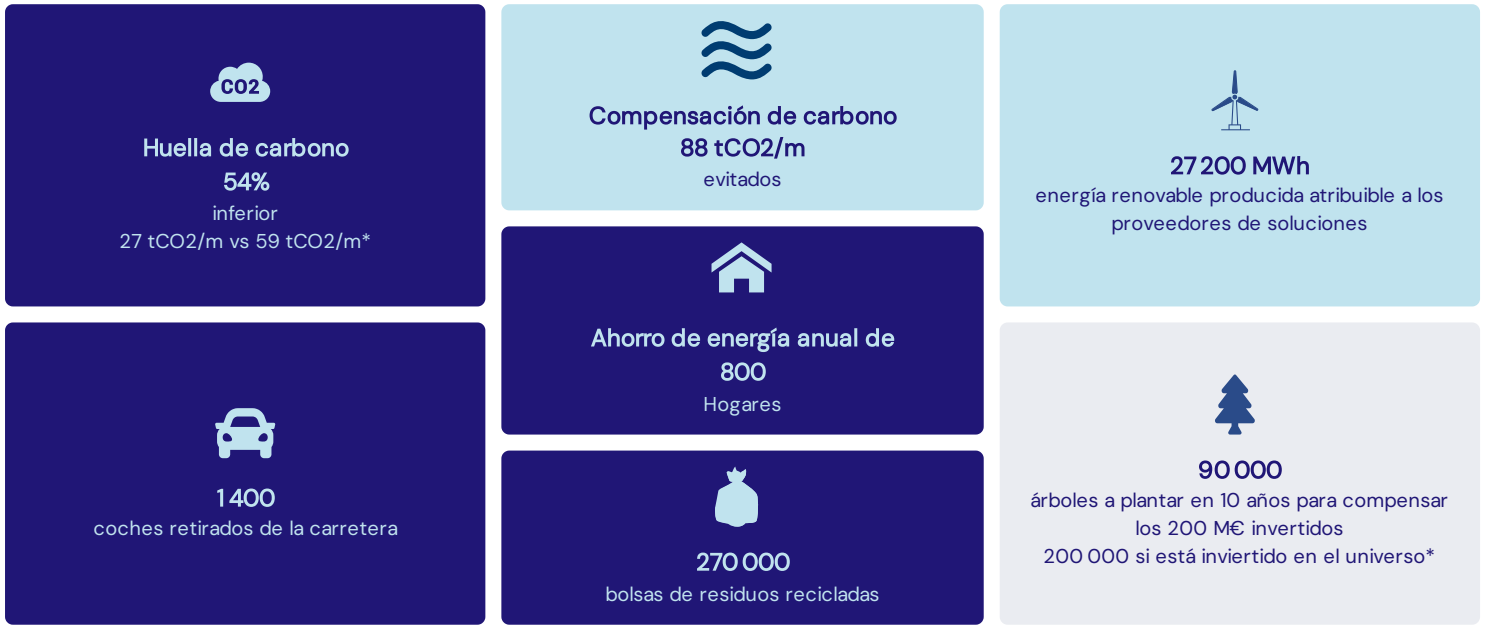 CO2
Huella de carbono
54%
inferior
27 tCO2/m vs 59 tCO2/m*
1 400
coches retirados de la carretera
Compensación de carbono
88 tCO2/m
evitados
Ahorro de energía anual de
800
Hogares
270 000
bolsas de residuos recicladas
27 200 MWh
energía renovable producida atribuible a los
proveedores de soluciones
90 000
árboles a plantar en 10 años para compensar
los 200 M€ invertidos
200 000 si está inviertido en el universo*